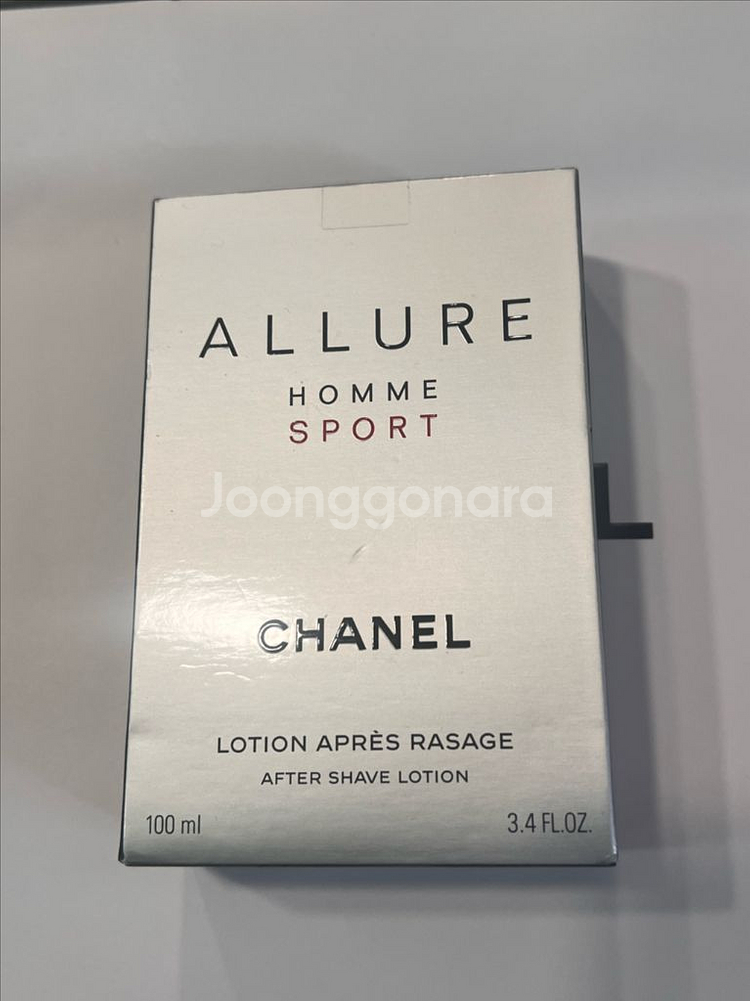 ALLURE
HOMME
SPORT
Joonggonara
CHANEL
LOTION APRÈS RASAGE
AFTER SHAVE LOTION
100 ml 3.4 FL.OZ.